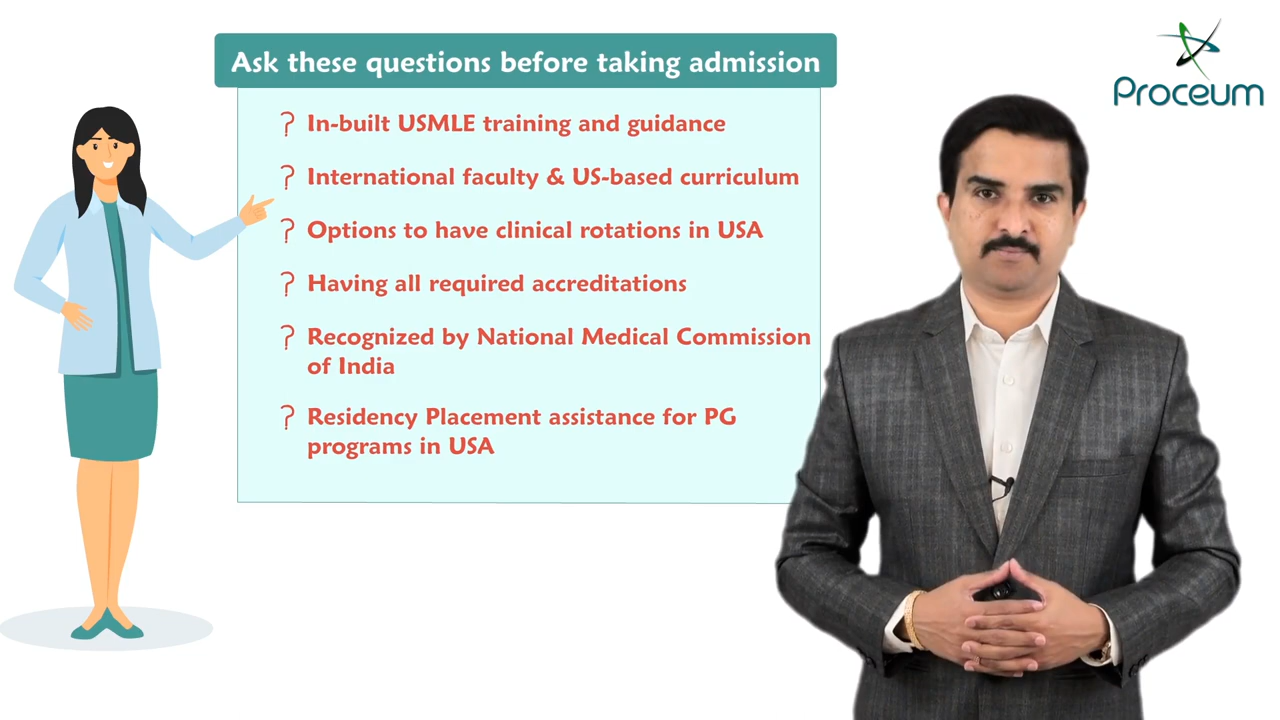 Ask these questions before taking admission
Proceum
? In-built USMLE training and guidance
? International faculty & US-based curriculum
? Options to have clinical rotations in USA
? Having all required accreditations
? Recognized by National Medical Commission
of India
? Residency Placement assistance for PG
programs in USA